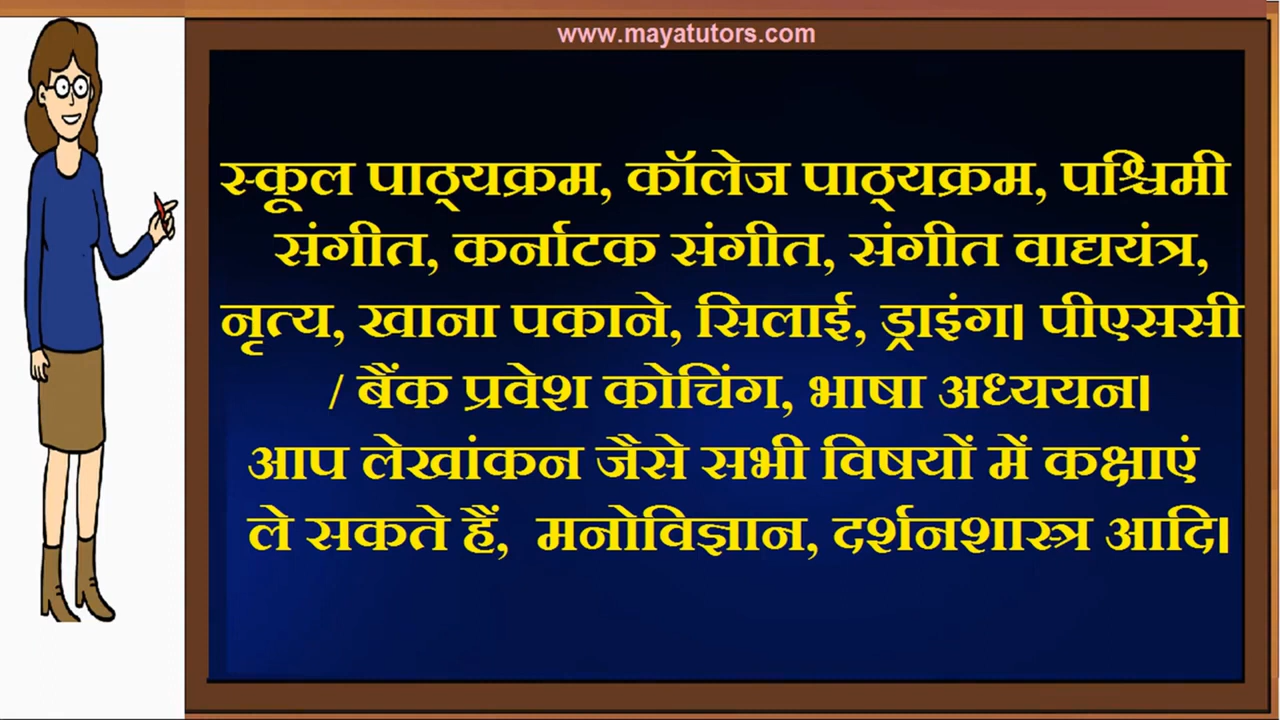 www.mayatutors.com
स्कूल पाठ्यक्रम, कॉलेज पाठ्यक्रम, पश्चिमी
संगीत, कर्नाटक संगीत, संगीत वाद्ययंत्र,
नृत्य, खाना पकाने, सिलाई, ड्राइंग। पीएससी
/ बैंक प्रवेश कोचिंग, भाषा अध्ययन।
आप लेखांकन जैसे सभी विषयों में कक्षाएं
ले सकते हैं, मनोविज्ञान, दर्शनशास्त्र आदि।